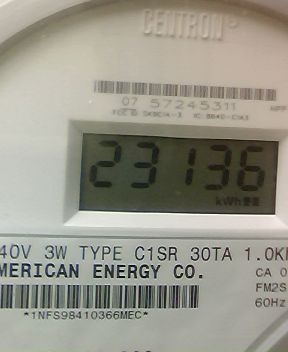 CENTRON®
07 57245311
23136
kWh
40V 3W TYPE C1SR 30TA 1.0K
MERICAN ENERGY CO.
CA 0
FM2S
60Hz
*1NFS98410366MEC*